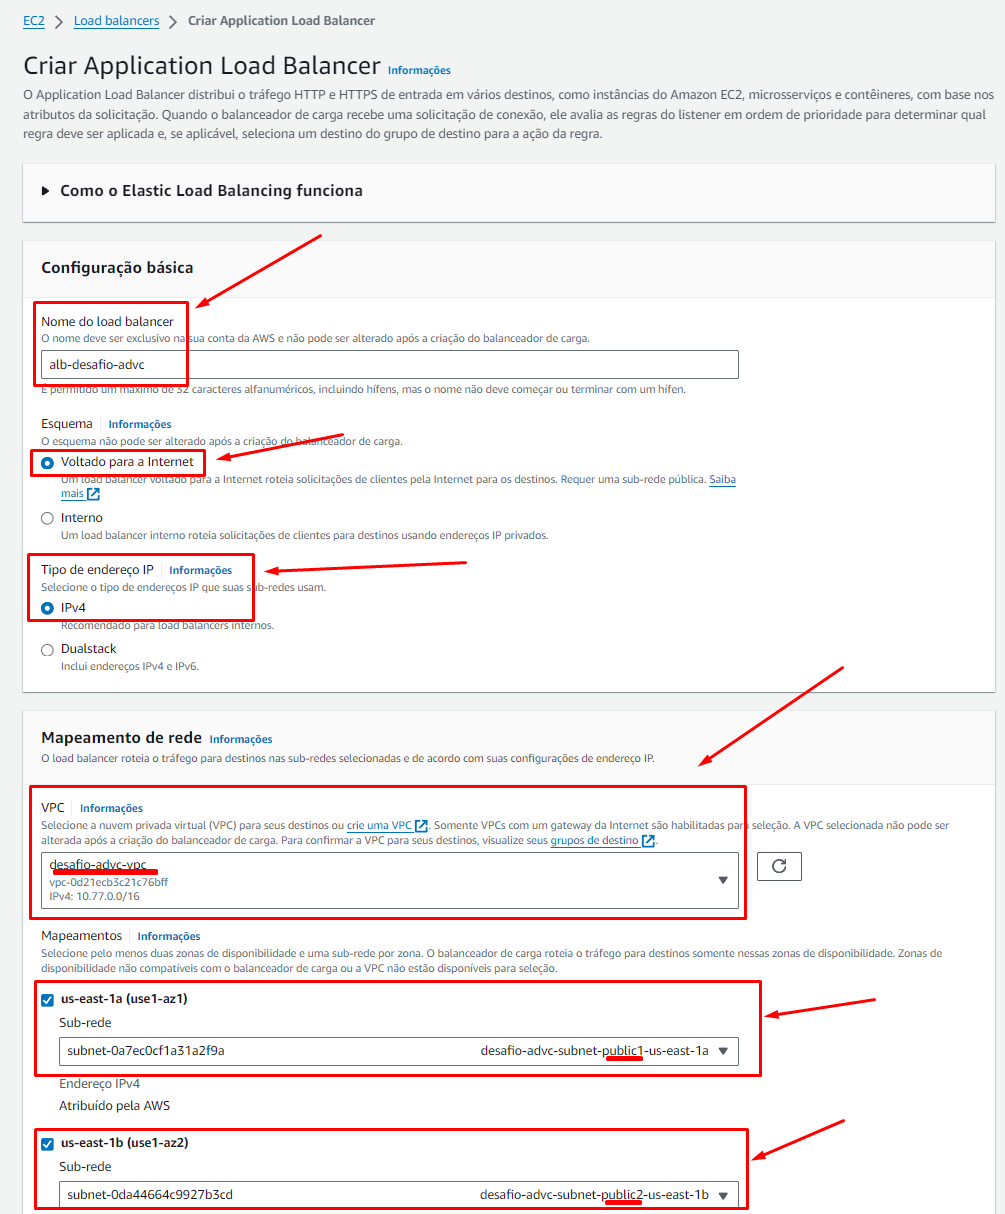 EC2 > Load balancers > Criar Application Load Balancer
Criar Application Load Balancer Informações
O Application Load Balancer distribui o tráfego HTTP e HTTPS de entrada em vários destinos, como instâncias do Amazon EC2, microsserviços e contêineres, com base nos
atributos da solicitação. Quando o balanceador de carga recebe uma solicitação de conexão, ele avalia as regras do listener em ordem de prioridade para determinar qual
regra deve ser aplicada e, se aplicável, seleciona um destino do grupo de destino para a ação da regra.
Como o Elastic Load Balancing funciona
Configuração básica
Nome do load balancer
O nome deve ser exclusivo na sua conta da AWS e não pode ser alterado após a criação do balanceador de carga.
alb-desafio-advc
É permitido um máximo de 32 caracteres alfanuméricos, incluindo hífens, mas o nome não deve começar ou terminar com um hífen.
Esquema Informações
O esquema não pode ser alterado após a criação do balanceador de carga.
Voltado para a Internet
Um load balancer voltado para a Internet roteia solicitações de clientes pela Internet para os destinos. Requer uma sub-rede pública. Saiba
mais
Interno
Um load balancer interno roteia solicitações de clientes para destinos usando endereços IP privados.
Tipo de endereço IP Informações
Selecione o tipo de endereços IP que suas sub-redes usam.
IPv4
Recomendado para load balancers internos.
Dualstack
Inclui endereços IPv4 e IPv6.
Mapeamento de rede Informações
O load balancer roteia o tráfego para destinos nas sub-redes selecionadas e de acordo com suas configurações de endereço IP.
VPC Informações
Selecione a nuvem privada virtual (VPC) para seus destinos ou crie uma VPC. Somente VPCs com um gateway da Internet são habilitadas para seleção. A VPC selecionada não pode ser
alterada após a criação do balanceador de carga. Para confirmar a VPC para seus destinos, visualize seus grupos de destino.
desafio-advc-vpc
vpc-0d21ecb3c21c76bff
IPv4: 10.77.0.0/16
Mapeamentos Informações
Selecione pelo menos duas zonas de disponibilidade e uma sub-rede por zona. O balanceador de carga roteia o tráfego para destinos somente nessas zonas de disponibilidade. Zonas de
disponibilidade não compatíveis com o balanceador de carga ou a VPC não estão disponíveis para seleção.
us-east-1a (use1-az1)
Sub-rede
subnet-0a7ec0cf1a31a2f9a desafio-advc-subnet-public1-us-east-1a
Endereço IPv4
Atribuído pela AWS
us-east-1b (use1-az2)
Sub-rede
subnet-0da44664c9927b3cd desafio-advc-subnet-public2-us-east-1b